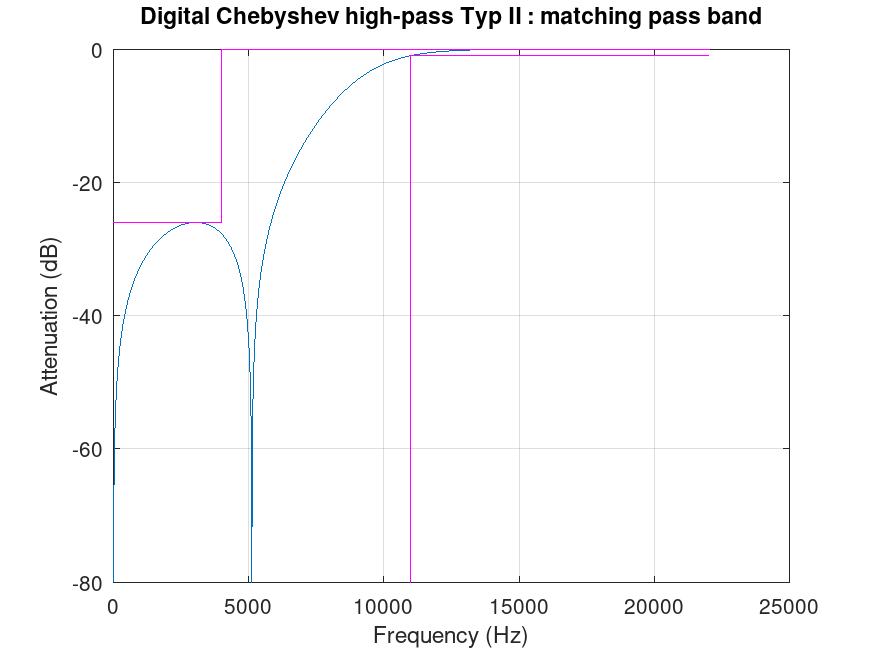 Digital Chebyshev high-pass Typ II : matching pass band
0
-20
-40
-60
-80
Attenuation (dB)
0 5000 10000 15000 20000 25000
Frequency (Hz)